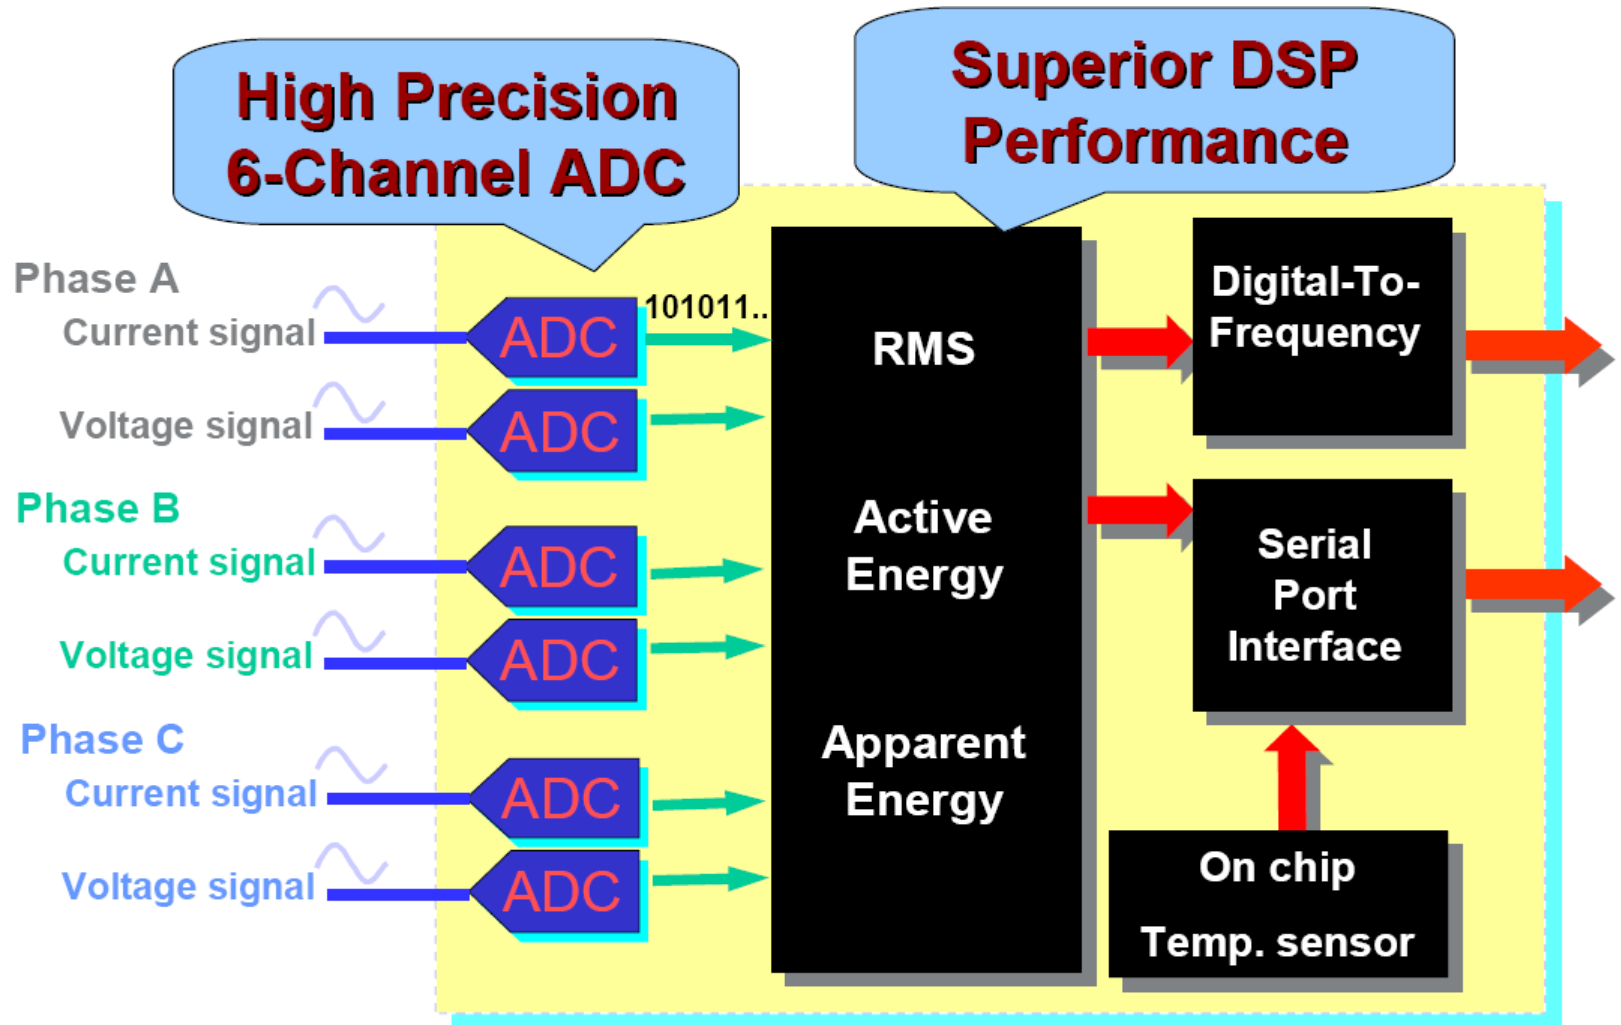 High Precision
6-Channel ADC
Superior DSP
Performance
Phase A
Current signal
ADC
101011..
Voltage signal
ADC
Phase B
Current signal
ADC
Voltage signal
ADC
Phase C
Current signal
ADC
Voltage signal
ADC
RMS
Active
Energy
Apparent
Energy
Digital-To-
Frequency
Serial
Port
Interface
On chip
Temp. sensor